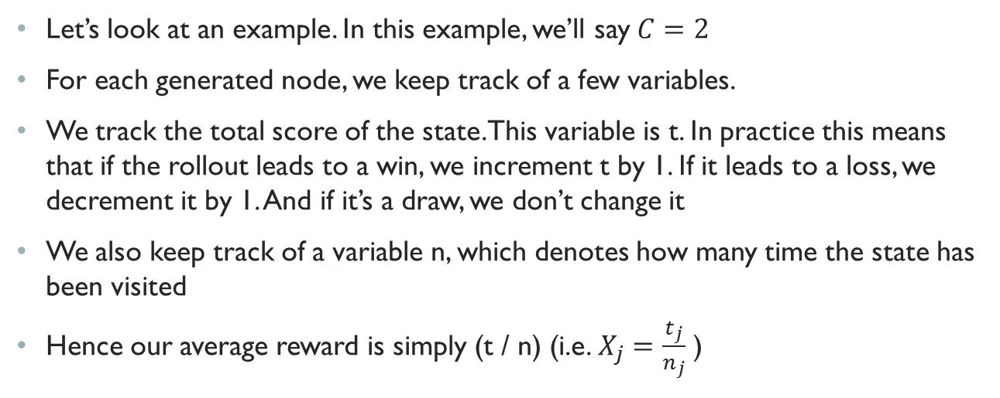 • Let’s look at an example. In this example, we’ll say C = 2
• For each generated node, we keep track of a few variables.
• We track the total score of the state. This variable is t. In practice this means
that if the rollout leads to a win, we increment t by 1. If it leads to a loss, we
decrement it by 1. And if it’s a draw, we don’t change it
• We also keep track of a variable n, which denotes how many time the state has
been visited
• Hence our average reward is simply (t / n) (i.e. X_j = t_j / n_j )